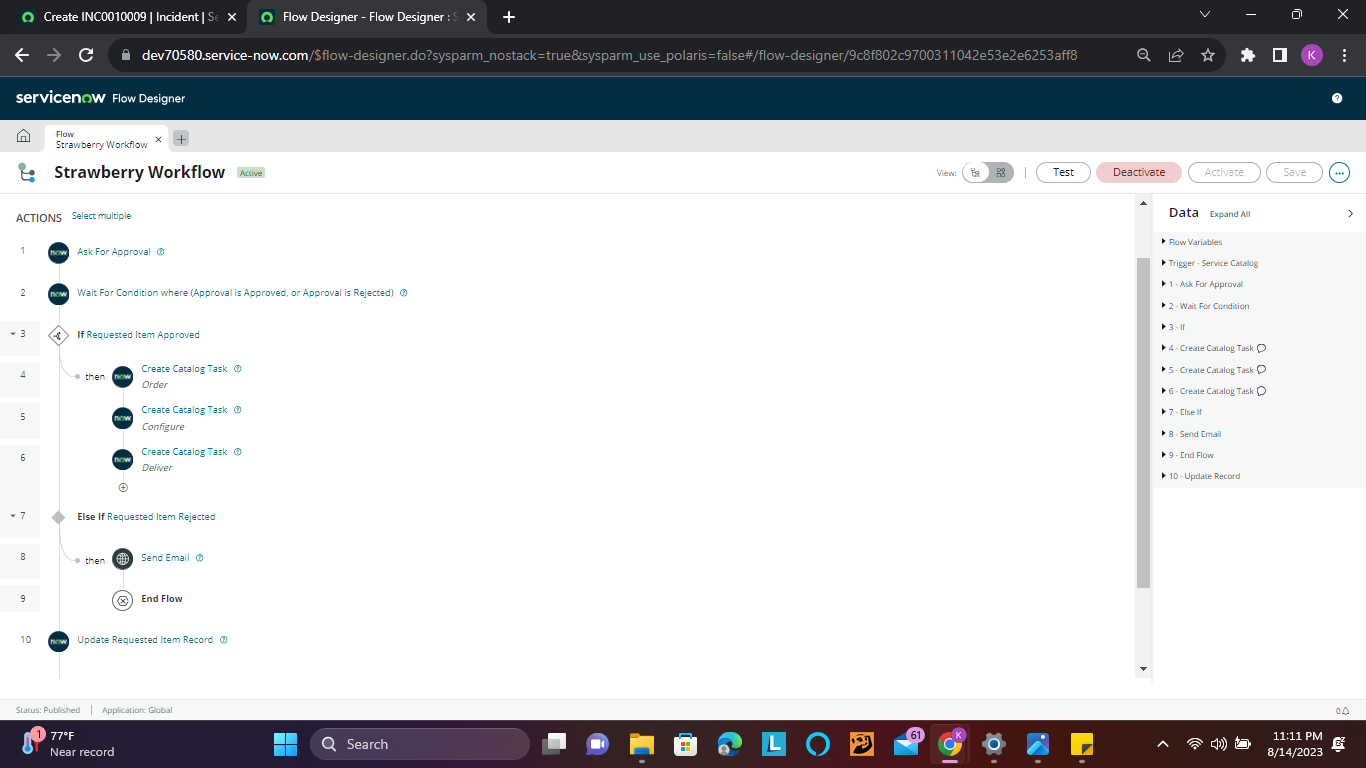 Create INC0010009 | Incident | Se
Flow Designer - Flow Designer : S
dev70580.service-now.com/$flow-designer.do?sysparm_nostack=true&sysparm_use_polaris=false#/flow-designer/9c8f802c9700311042e53e2e6253aff8
K
servicenow Flow Designer
Flow
Strawberry Workflow
Strawberry Workflow Active
View: Test Deactivate Activate Save
ACTIONS Select multiple
1 now Ask For Approval
2 now Wait For Condition where (Approval is Approved, or Approval is Rejected)
3 If Requested Item Approved
4 then now Create Catalog Task
Order
5 now Create Catalog Task
Configure
6 now Create Catalog Task
Deliver
7 Else If Requested Item Rejected
8 then Send Email
9 End Flow
10 now Update Requested Item Record
Data Expand All
Flow Variables
Trigger - Service Catalog
1 - Ask For Approval
2 - Wait For Condition
3 - If
4 - Create Catalog Task
5 - Create Catalog Task
6 - Create Catalog Task
7 - Else If
8 - Send Email
9 - End Flow
10 - Update Record
Status: Published | Application: Global
0
1
77°F
Near record
Search
L
61
K
11:11 PM
8/14/2023